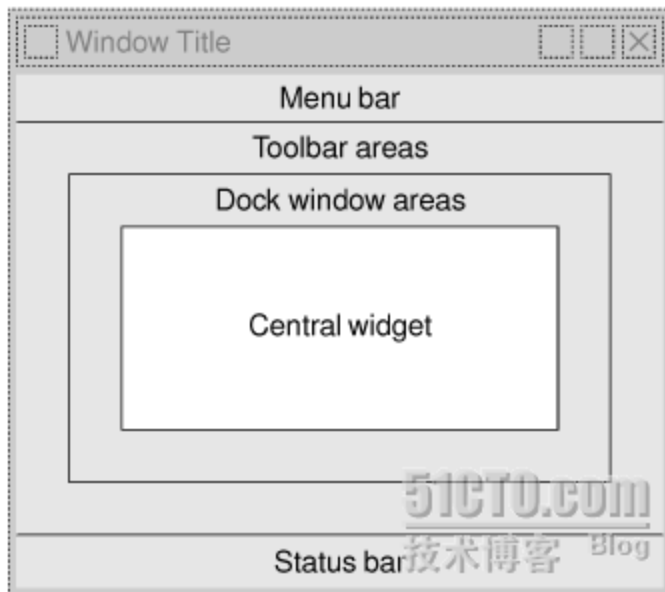 Window Title
Menu bar
Toolbar areas
Dock window areas
Central widget
51CTO.com
技术博客 Blog
Status bar